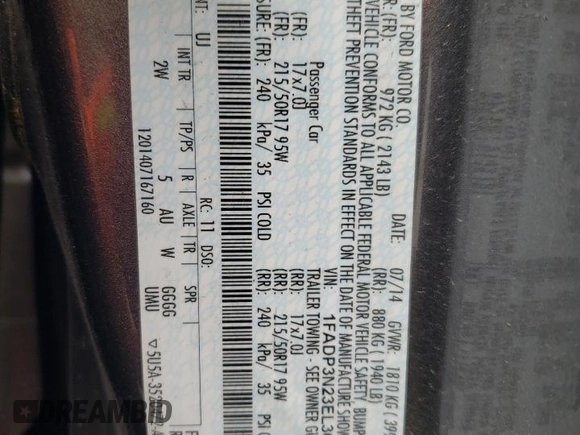 BY FORD MOTOR CO.
DATE: 07/14 GVWR: 1810 KG
(FR): 972 KG ( 2143 LB) (RR): 880 KG ( 1940 LB)
VEHICLE CONFORMS TO ALL APPLICABLE FEDERAL MOTOR VEHICLE SAFETY, BUMP
THEFT PREVENTION STANDARDS IN EFFECT ON THE DATE OF MANUFACTURE SHOW
VIN: 1FADP3N23EL3
Passenger Car TRAILER TOWING - SEE OWNER
(FR): 17x7.0J (RR): 17x7.0J
(FR): 215/50R17 95W (RR): 215/50R17 95W
SURE: (FR): 240 kPa/ 35 PSI COLD (RR): 240 kPa/ 35 PSI
NT: UJ RC: 11 DSO:
INT TR TP/PS R AXLE TR SPR
2W 5 AU W GGGG UMU
1201407167160
DREAMBID